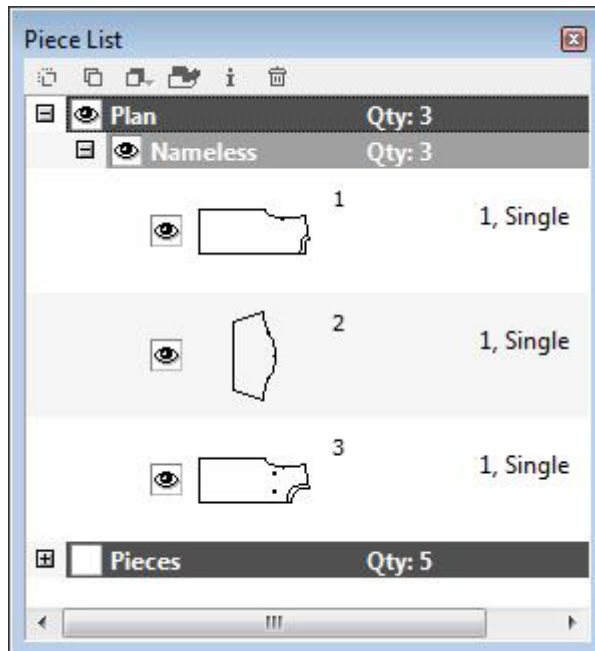 Piece List
Plan Qty: 3
Nameless Qty: 3
1 1, Single
2 1, Single
3 1, Single
Pieces Qty: 5